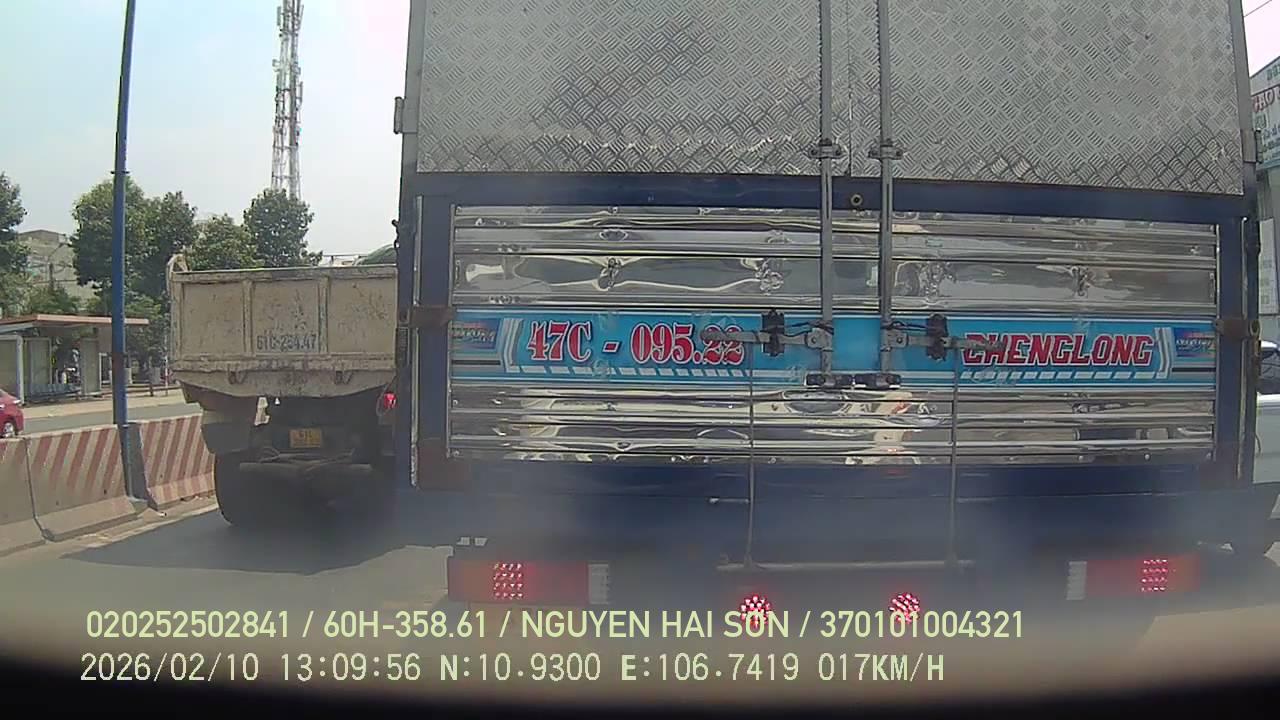 61C-264.47
47C - 095.22
CHENGLONG
020252502841 / 60H-358.61 / NGUYEN HAI SON / 370101004321
2026/02/10 13:09:56 N:10.9300 E:106.7419 017KM/H